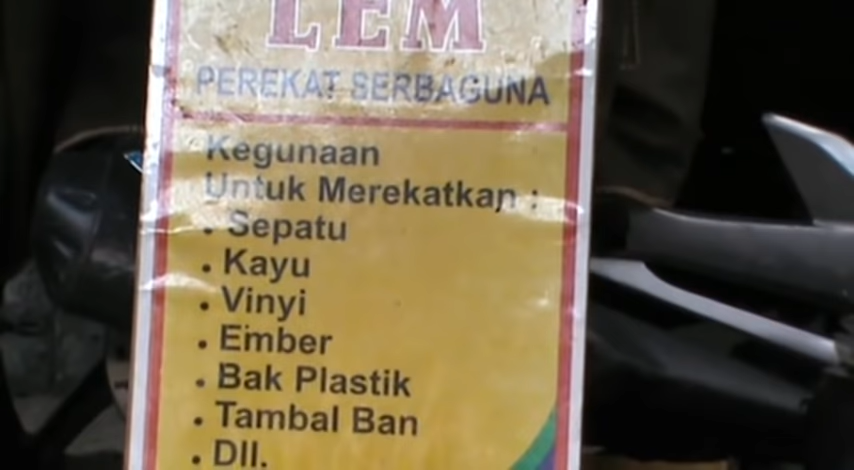 LEM
PEREKAT SERBAGUNA
Kegunaan
Untuk Merekatkan :
• Sepatu
• Kayu
• Vinyi
• Ember
• Bak Plastik
• Tambal Ban
• Dll.